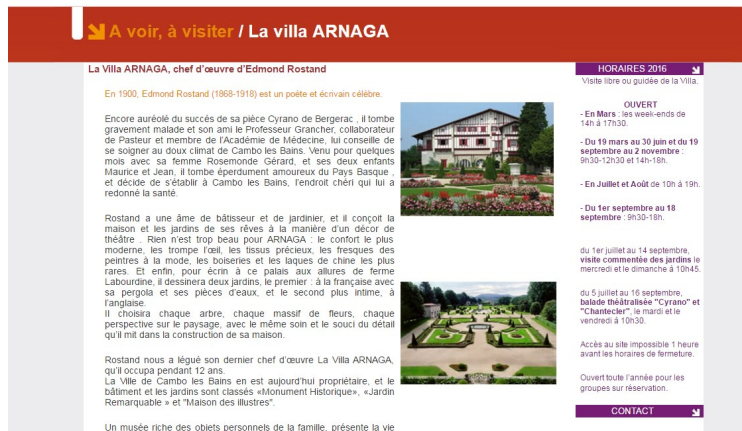 A voir, à visiter / La villa ARNAGA
La Villa ARNAGA, chef d'œuvre d'Edmond Rostand
En 1900, Edmond Rostand (1868-1918) est un poéte et écrivain célèbre.
Encore auréolé du succés de sa pièce Cyrano de Bergerac , il tombe
gravement malade et son ami le Professeur Grancher, collaborateur
de Pasteur et membre de l'Académie de Médecine, lui conseille de
se soigner au doux climat de Cambo les Bains. Venu pour quelques
mois avec sa femme Rosemonde Gérard, et ses deux enfants
Maurice et Jean, il tombe éperdument amoureux du Pays Basque ,
et décide de s'établir à Cambo les Bains, l'endroit chéri qui lui a
redonné la santé.
Rostand a une âme de bâtisseur et de jardinier, et il conçoit la
maison et les jardins de ses rêves à la manière d'un décor de
théâtre . Rien n'est trop beau pour ARNAGA : le confort le plus
moderne, les trompe l'œil, les tissus précieux, les fresques des
peintres à la mode, les boiseries et les laques de chine les plus
rares. Et enfin, pour écrin à ce palais aux allures de ferme
Labourdine, il dessinera deux jardins, le premier : à la française avec
sa pergola et ses pièces d'eaux, et le second plus intime, à
l'anglaise.
Il choisira chaque arbre, chaque massif de fleurs, chaque
perspective sur le paysage, avec le même soin et le souci du détail
qu'il mit dans la construction de sa maison.
Rostand nous a légué son dernier chef d'œuvre La Villa ARNAGA,
qu'il occupa pendant 12 ans.
La Ville de Cambo les Bains en est aujourd'hui propriétaire, et le
bâtiment et les jardins sont classés «Monument Historique», «Jardin
Remarquable » et "Maison des illustres".
Un musée riche des objets personnels de la famille, présente la vie
HORAIRES 2016
Visite libre ou guidée de la Villa.
OUVERT
- En Mars : les week-ends de
14h à 17h30.
- Du 19 mars au 30 juin et du 19
septembre au 2 novembre :
9h30-12h30 et 14h-18h.
- En Juillet et Août de 10h à 19h.
- Du 1er septembre au 18
septembre : 9h30-18h.
du 1er juillet au 14 septembre,
visite commentée des jardins le
mercredi et le dimanche à 10h45.
du 5 juillet au 16 septembre,
balade théâtralisée "Cyrano" et
"Chantecler", le mardi et le
vendredi à 10h30.
Accès au site impossible 1 heure
avant les horaires de fermeture.
Ouvert toute l'année pour les
groupes sur réservation.
CONTACT